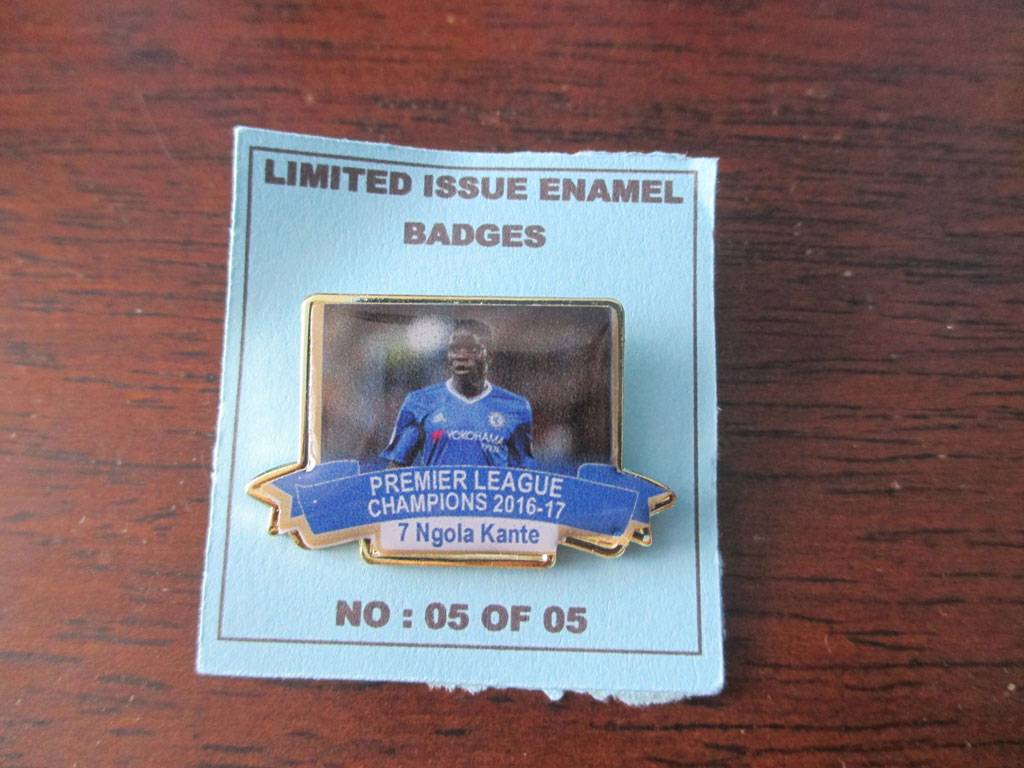 LIMITED ISSUE ENAMEL
BADGES
YOKOHAMA
PREMIER LEAGUE
CHAMPIONS 2016-17
7 Ngola Kante
NO : 05 OF 05